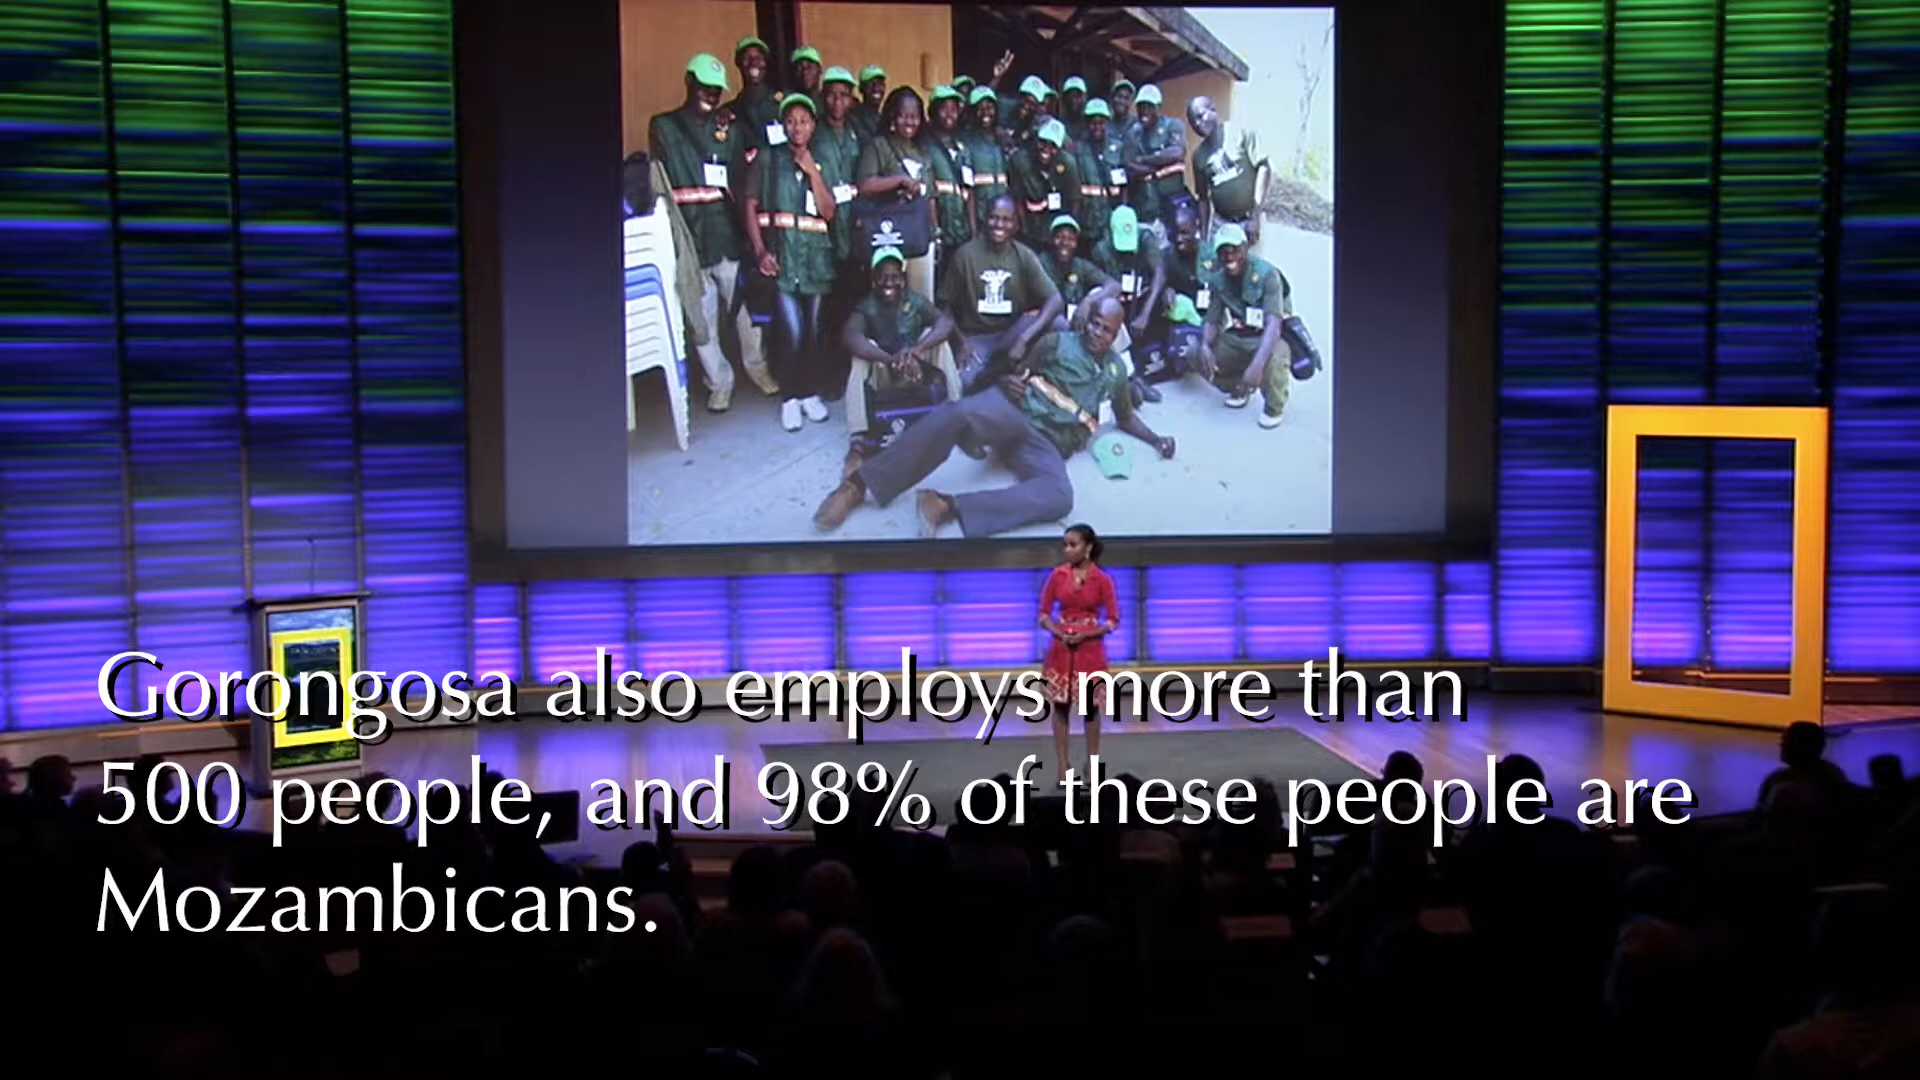 Gorongosa also employs more than
500 people, and 98% of these people are
Mozambicans.